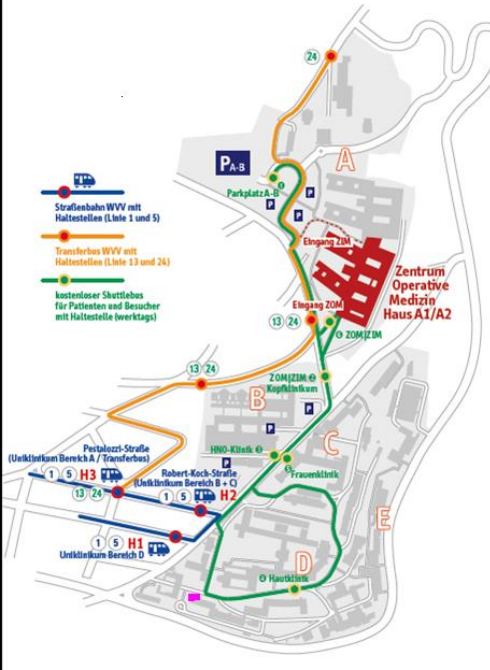 24
A
PA-B
Parkplatz A-B
P
P
P
Straßenbahn WVV mit
Haltestellen (Linie 1 und 5)
Transferbus WVV mit
Haltestellen (Linie 13 und 24)
kostenloser Shuttlebus
für Patienten und Besucher
mit Haltestelle (werktags)
Eingang ZIM
Zentrum
Operative
Medizin
Haus A1/A2
Eingang ZOM
13 24
ZOM|ZIM
13 24
ZOM|ZIM
Kopfklinikum
B
P
P
C
HNO-Klinik
P
Frauenklinik
Pestalozzi-Straße
(Uniklinikum Bereich A / Transferbus)
1 5 H3
13 24
Robert-Koch-Straße
(Uniklinikum Bereich B + C)
1 5 H2
E
1 5 H1
Uniklinikum Bereich D
D
Hautklinik